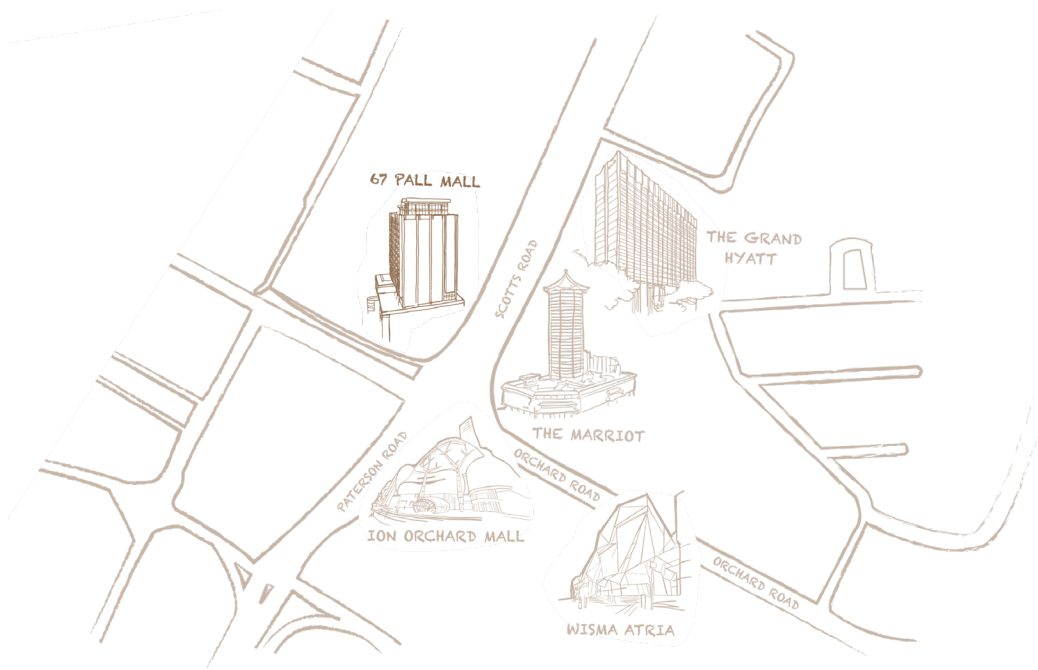 67 PALL MALL
SCOTTS ROAD
THE GRAND
HYATT
THE MARRIOT
PATERSON ROAD
ORCHARD ROAD
ION ORCHARD MALL
ORCHARD ROAD
WISMA ATRIA